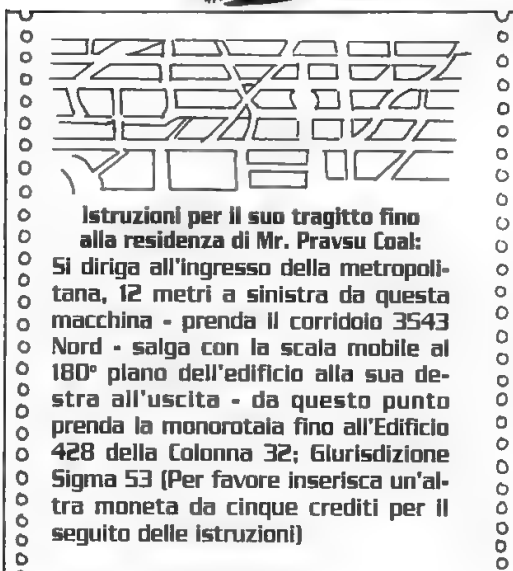 Istruzioni per il suo tragitto fino
alla residenza di Mr. Pravsu Coal:
Si diriga all'ingresso della metropoli-
tana, 12 metri a sinistra da questa
macchina - prenda il corridoio 3543
Nord - salga con la scala mobile al
180° piano dell'edificio alla sua de-
stra all'uscita - da questo punto
prenda la monorotaia fino all'Edificio
428 della Colonna 32; Giurisdizione
Sigma 53 (Per favore inserisca un'al-
tra moneta da cinque crediti per il
seguito delle istruzioni)